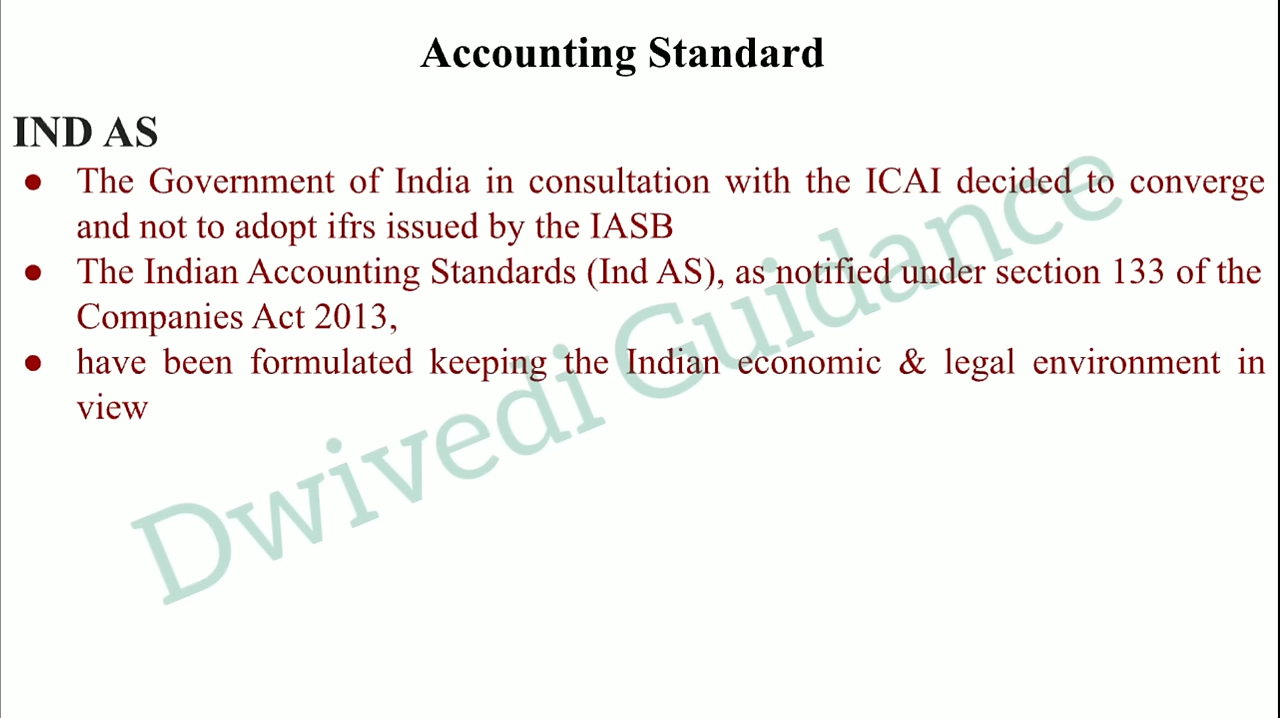 Accounting Standard
IND AS
● The Government of India in consultation with the ICAI decided to converge
and not to adopt ifrs issued by the IASB
● The Indian Accounting Standards (Ind AS), as notified under section 133 of the
Companies Act 2013,
● have been formulated keeping the Indian economic & legal environment in
view
Dwivedi Guidance